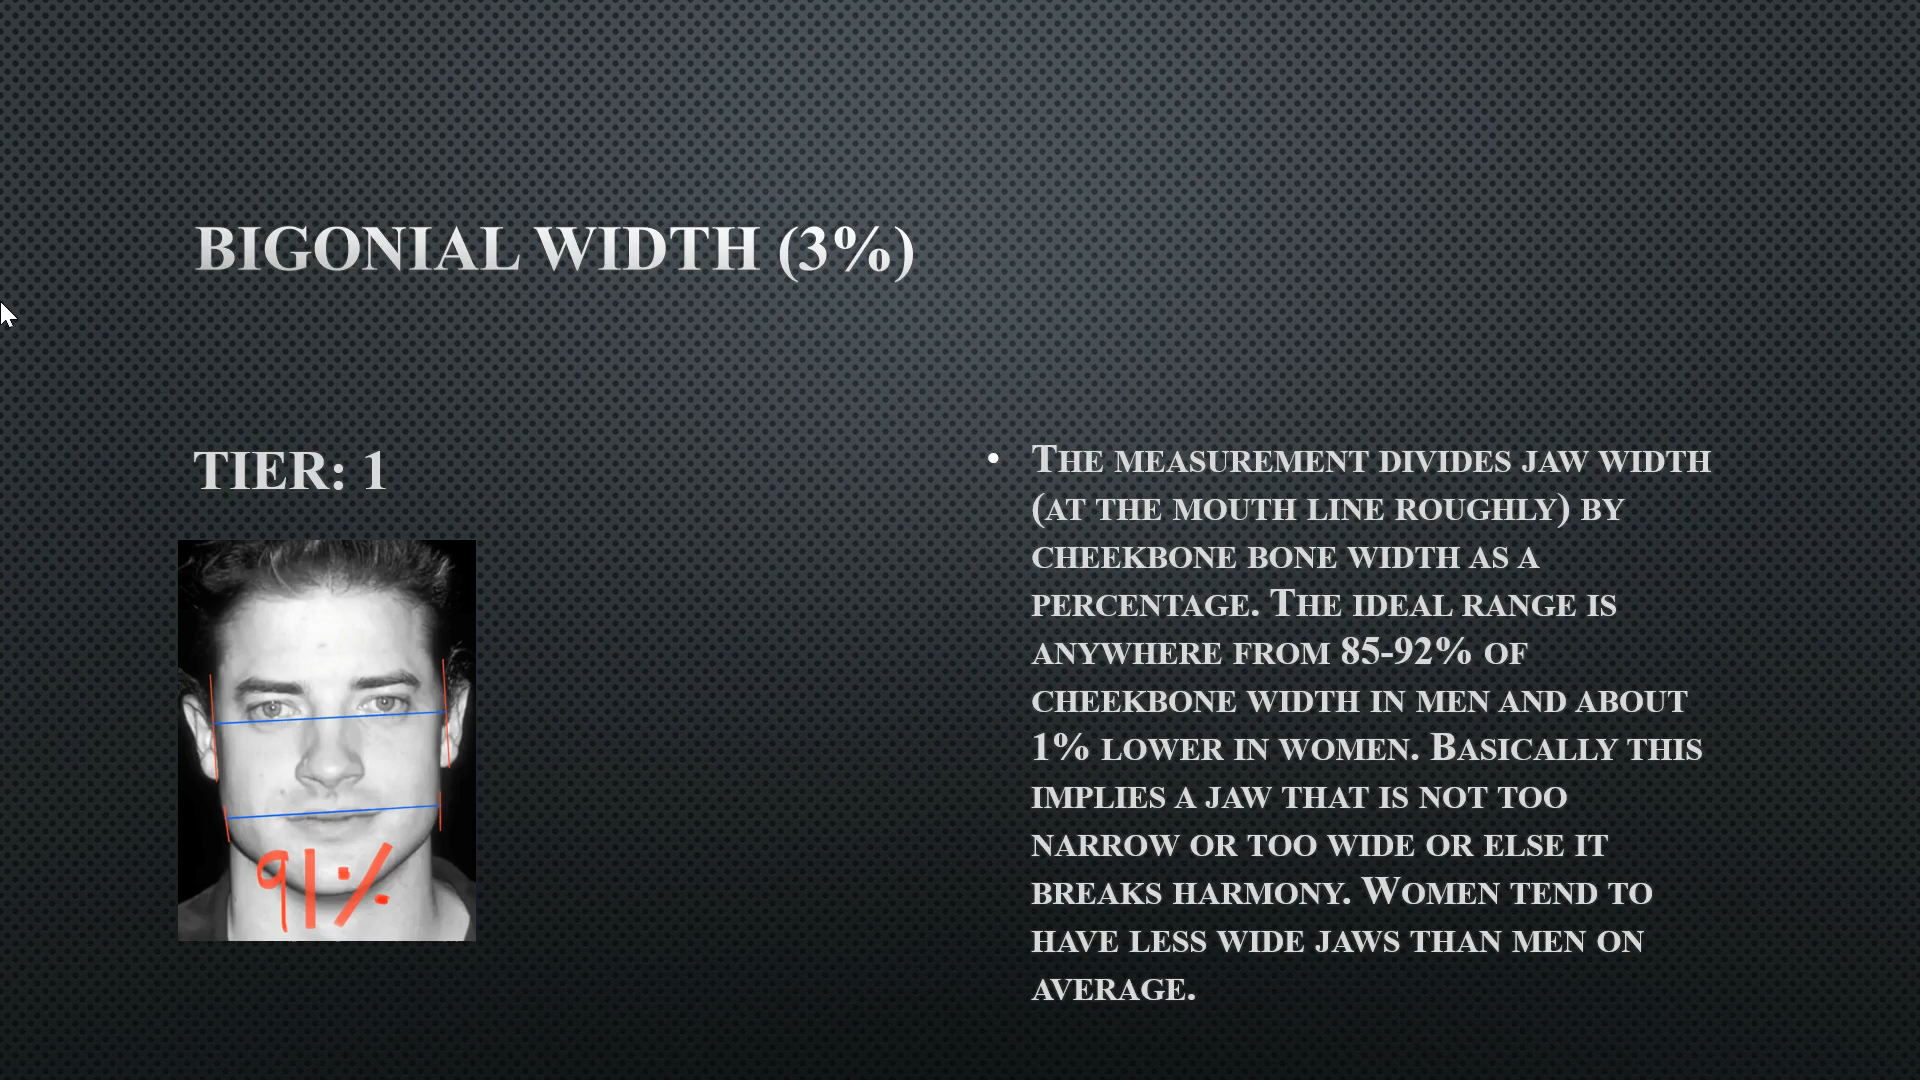 BIGONIAL WIDTH (3%)
TIER: 1
91%
• THE MEASUREMENT DIVIDES JAW WIDTH
(AT THE MOUTH LINE ROUGHLY) BY
CHEEKBONE BONE WIDTH AS A
PERCENTAGE. THE IDEAL RANGE IS
ANYWHERE FROM 85-92% OF
CHEEKBONE WIDTH IN MEN AND ABOUT
1% LOWER IN WOMEN. BASICALLY THIS
IMPLIES A JAW THAT IS NOT TOO
NARROW OR TOO WIDE OR ELSE IT
BREAKS HARMONY. WOMEN TEND TO
HAVE LESS WIDE JAWS THAN MEN ON
AVERAGE.